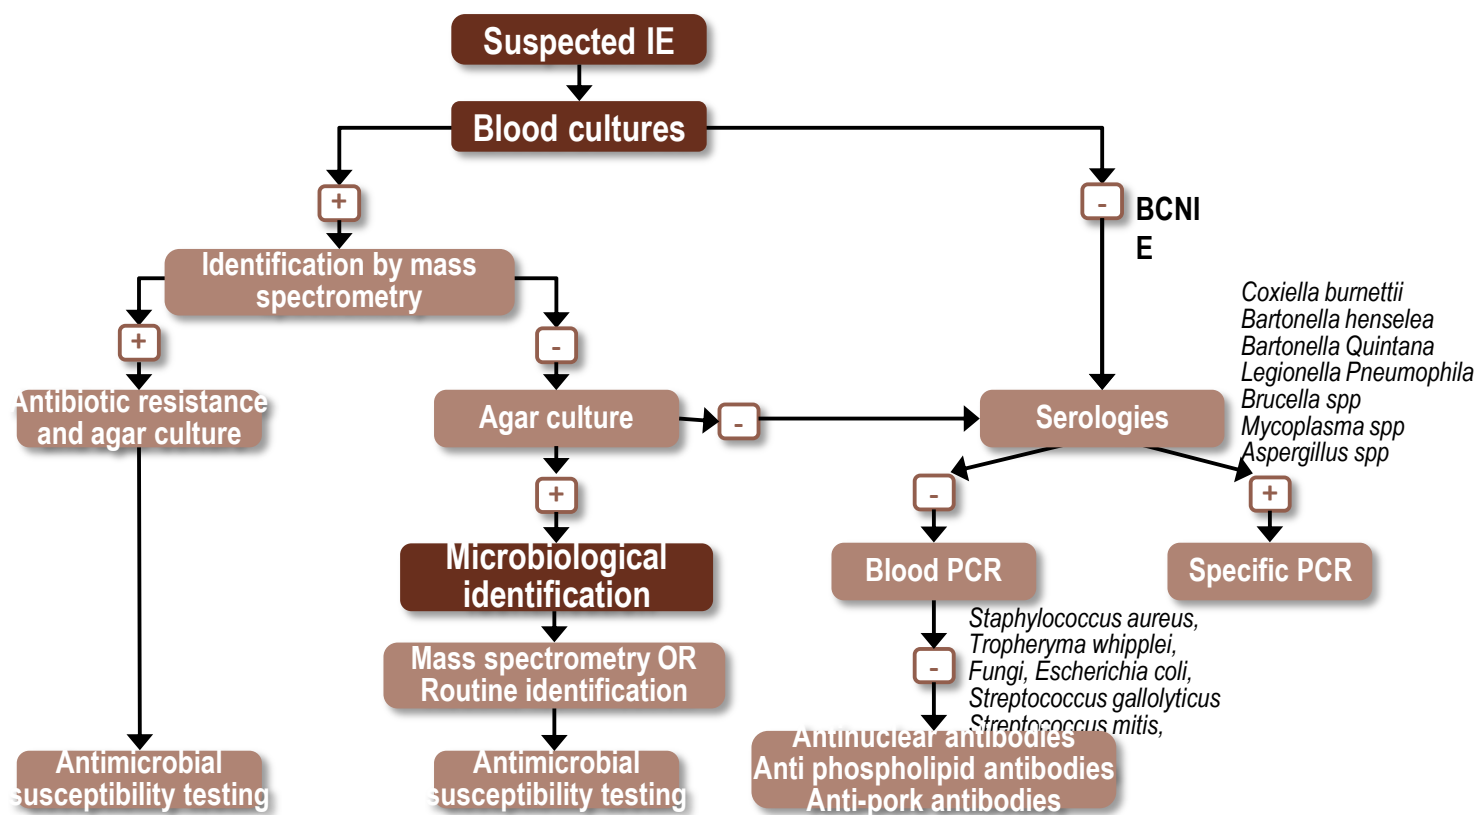 Suspected IE
Blood cultures
+
-
BCNI
E
Identification by mass
spectrometry
Coxiella burnettii
Bartonella henselea
Bartonella Quintana
Legionella Pneumophila
Brucella spp
Mycoplasma spp
Aspergillus spp
+
-
Antibiotic resistance
and agar culture
Agar culture
-
Serologies
+
-
+
Microbiological
identification
Blood PCR
Specific PCR
Staphylococcus aureus,
Tropheryma whipplei,
Fungi, Escherichia coli,
Streptococcus gallolyticus
Streptococcus mitis,
-
Mass spectrometry OR
Routine identification
Antimicrobial
susceptibility testing
Antimicrobial
susceptibility testing
Antinuclear antibodies
Anti phospholipid antibodies
Anti-pork antibodies